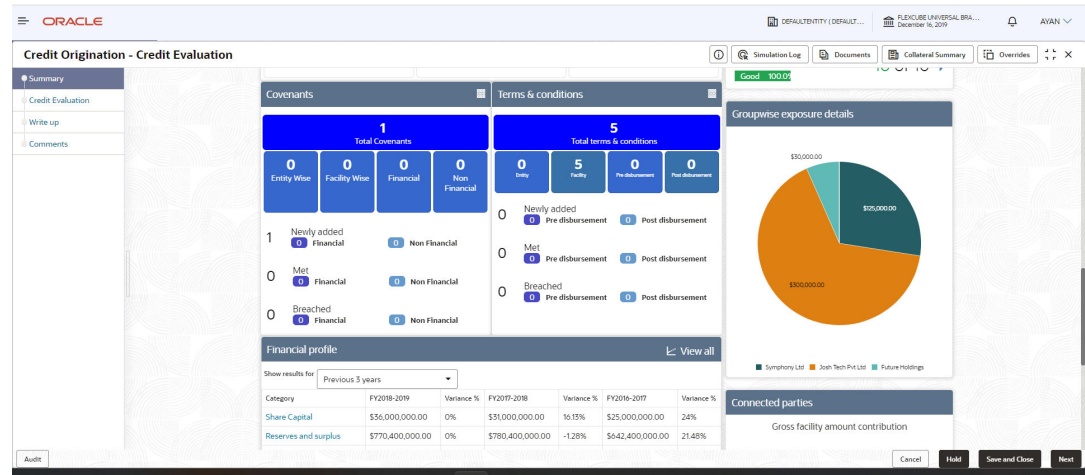 ORACLE
DEFAULTENTITY ( DEFAULT...
FLEXCUBE UNIVERSAL BRA...
December 16, 2019
AYAN
Credit Origination - Credit Evaluation
Simulation Log
Documents
Collateral Summary
Overrides
Summary
Credit Evaluation
Write up
Comments
Good 100.0%
Covenants
1
Total Covenants
0 0 0 0
Entity Wise Facility Wise Financial Non Financial
1 Newly added
0 Financial 0 Non Financial
0 Met
0 Financial 0 Non Financial
0 Breached
0 Financial 0 Non Financial
Terms & conditions
5
Total terms & conditions
0 5 0 0
Entity Facility Pre disbursement Post disbursement
0 Newly added
0 Pre disbursement 0 Post disbursement
0 Met
0 Pre disbursement 0 Post disbursement
0 Breached
0 Pre disbursement 0 Post disbursement
Groupwise exposure details
$30,000.00
$125,000.00
$300,000.00
Symphony Ltd Josh Tech Pvt Ltd Future Holdings
Financial profile
View all
Show results for Previous 3 years
Category FY2018-2019 Variance % FY2017-2018 Variance % FY2016-2017 Variance %
Share Capital $36,000,000.00 0% $31,000,000.00 16.13% $25,000,000.00 24%
Reserves and surplus $770,400,000.00 0% $780,400,000.00 -1.28% $642,400,000.00 21.48%
Connected parties
Gross facility amount contribution
Audit
Cancel
Hold
Save and Close
Next